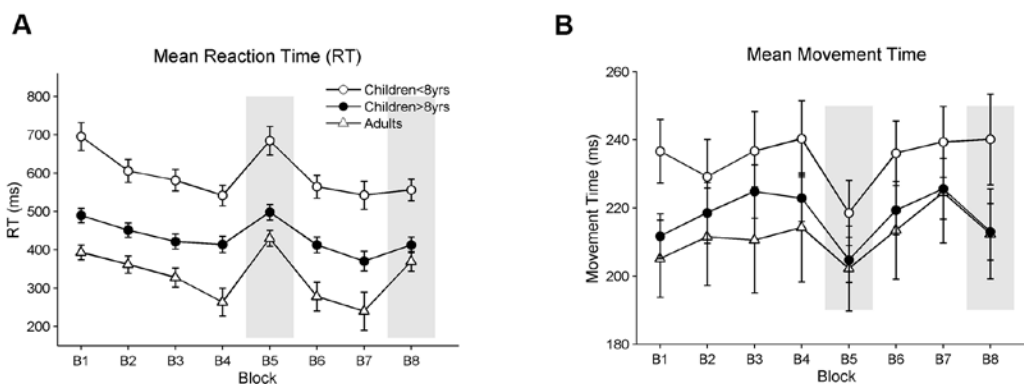 A
Mean Reaction Time (RT)
Children<8yrs
Children>8yrs
Adults
800
700
600
500
400
300
200
RT (ms)
B1 B2 B3 B4 B5 B6 B7 B8
Block
B
Mean Movement Time
260
240
220
200
180
Movement Time (ms)
B1 B2 B3 B4 B5 B6 B7 B8
Block